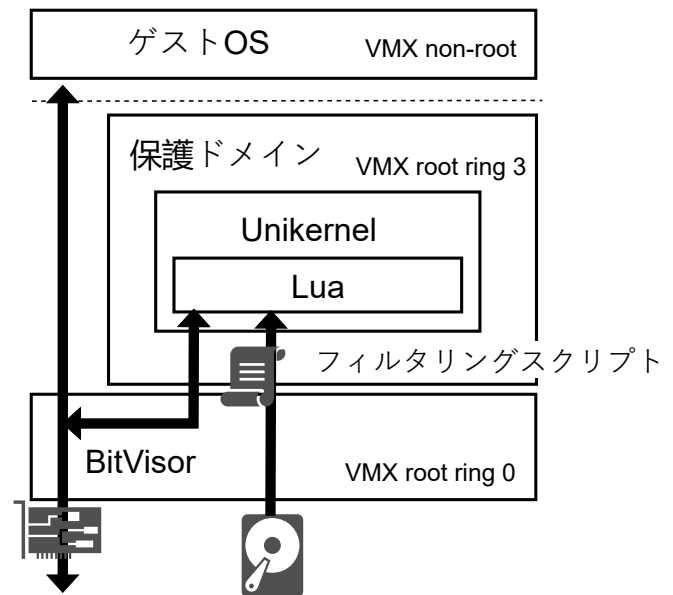 ゲストOS VMX non-root
保護ドメイン VMX root ring 3
Unikernel
Lua
フィルタリングスクリプト
BitVisor VMX root ring 0